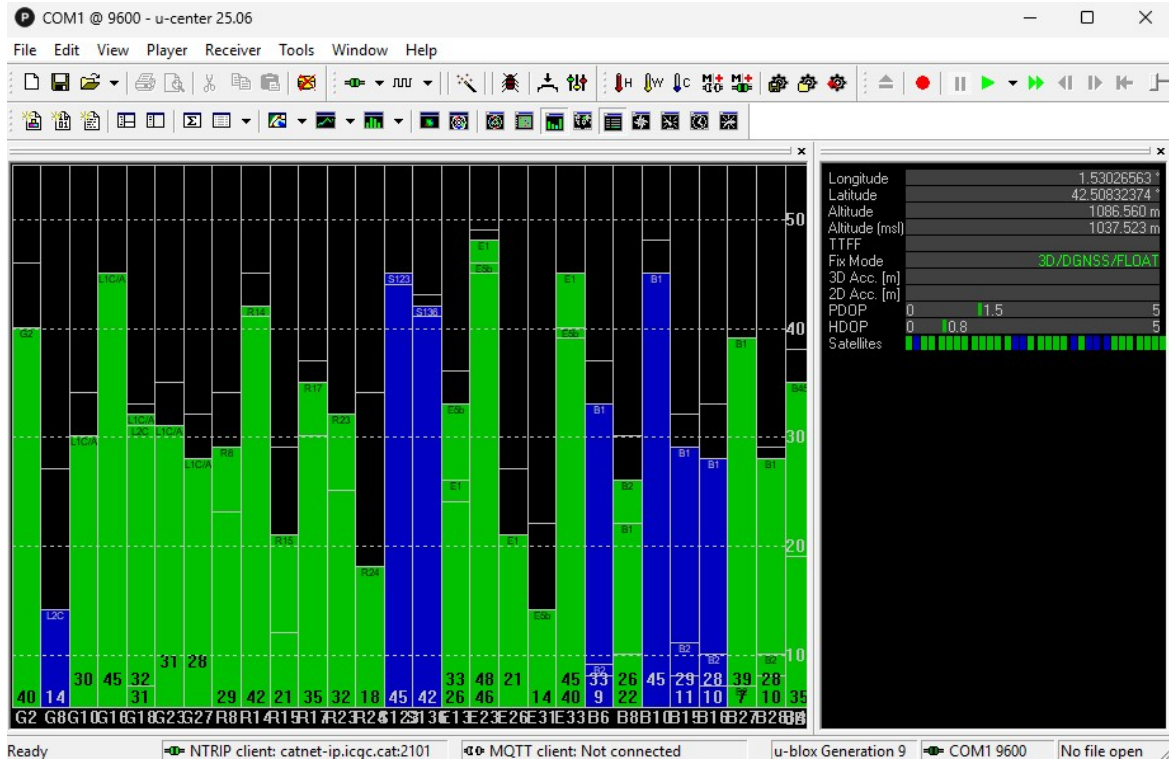 COM1 @ 9600 - u-center 25.06
File Edit View Player Receiver Tools Window Help
H W C
50
40
30
20
10
G2
L2C
L1C/A
L1C/A
L1C/A
L2C
L1C/A
L1C/A
R8
R14
R15
R17
R23
R24
S123
S136
E5b
E1
E1
E5b
E1
E5b
E1
E5b
B1
B2
B2
B1
B1
B1
B2
B1
B2
B1
B2
B1
B2
31 28
30 45 32 33 48 21 45 33 26 29 28 39 28
40 14 31 29 42 21 35 32 18 45 42 26 46 14 40 9 22 45 11 10 7 10 35
G2 G8 G10 G16 G18 G23 G27 R8 R14 R15 R17 R23 R24 S123 S136 E13 E23 E26 E31 E33 B6 B8 B10 B15 B16 B27 B28
Longitude 1.53026563 °
Latitude 42.50832374 °
Altitude 1086.560 m
Altitude (msl) 1037.523 m
TTFF
Fix Mode 3D/DGNSS/FLOAT
3D Acc. [m]
2D Acc. [m]
PDOP 0 1.5 5
HDOP 0 0.8 5
Satellites
Ready NTRIP client: catnet-ip.icgc.cat:2101 MQTT client: Not connected u-blox Generation 9 COM1 9600 No file open